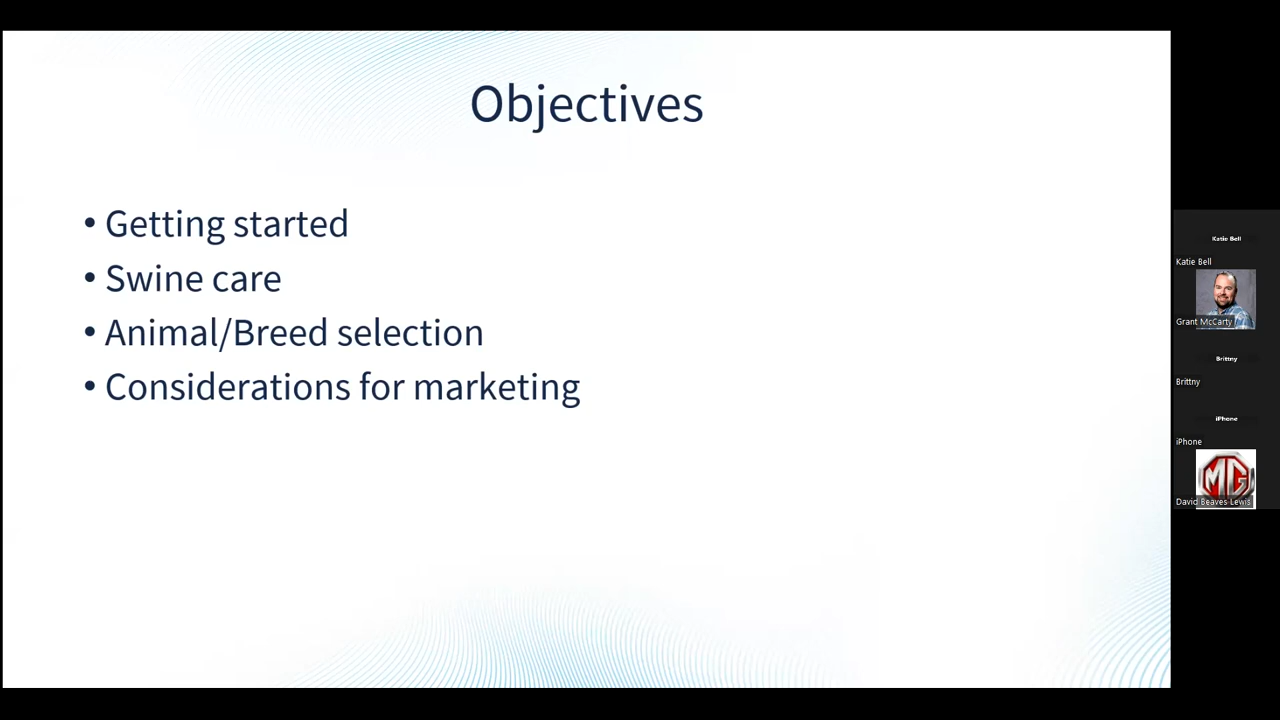 Objectives
• Getting started
• Swine care
• Animal/Breed selection
• Considerations for marketing
Katie Bell
Katie Bell
Grant McCarty
Brittny
Brittny
iPhone
iPhone
MG
David Beaves Lewis